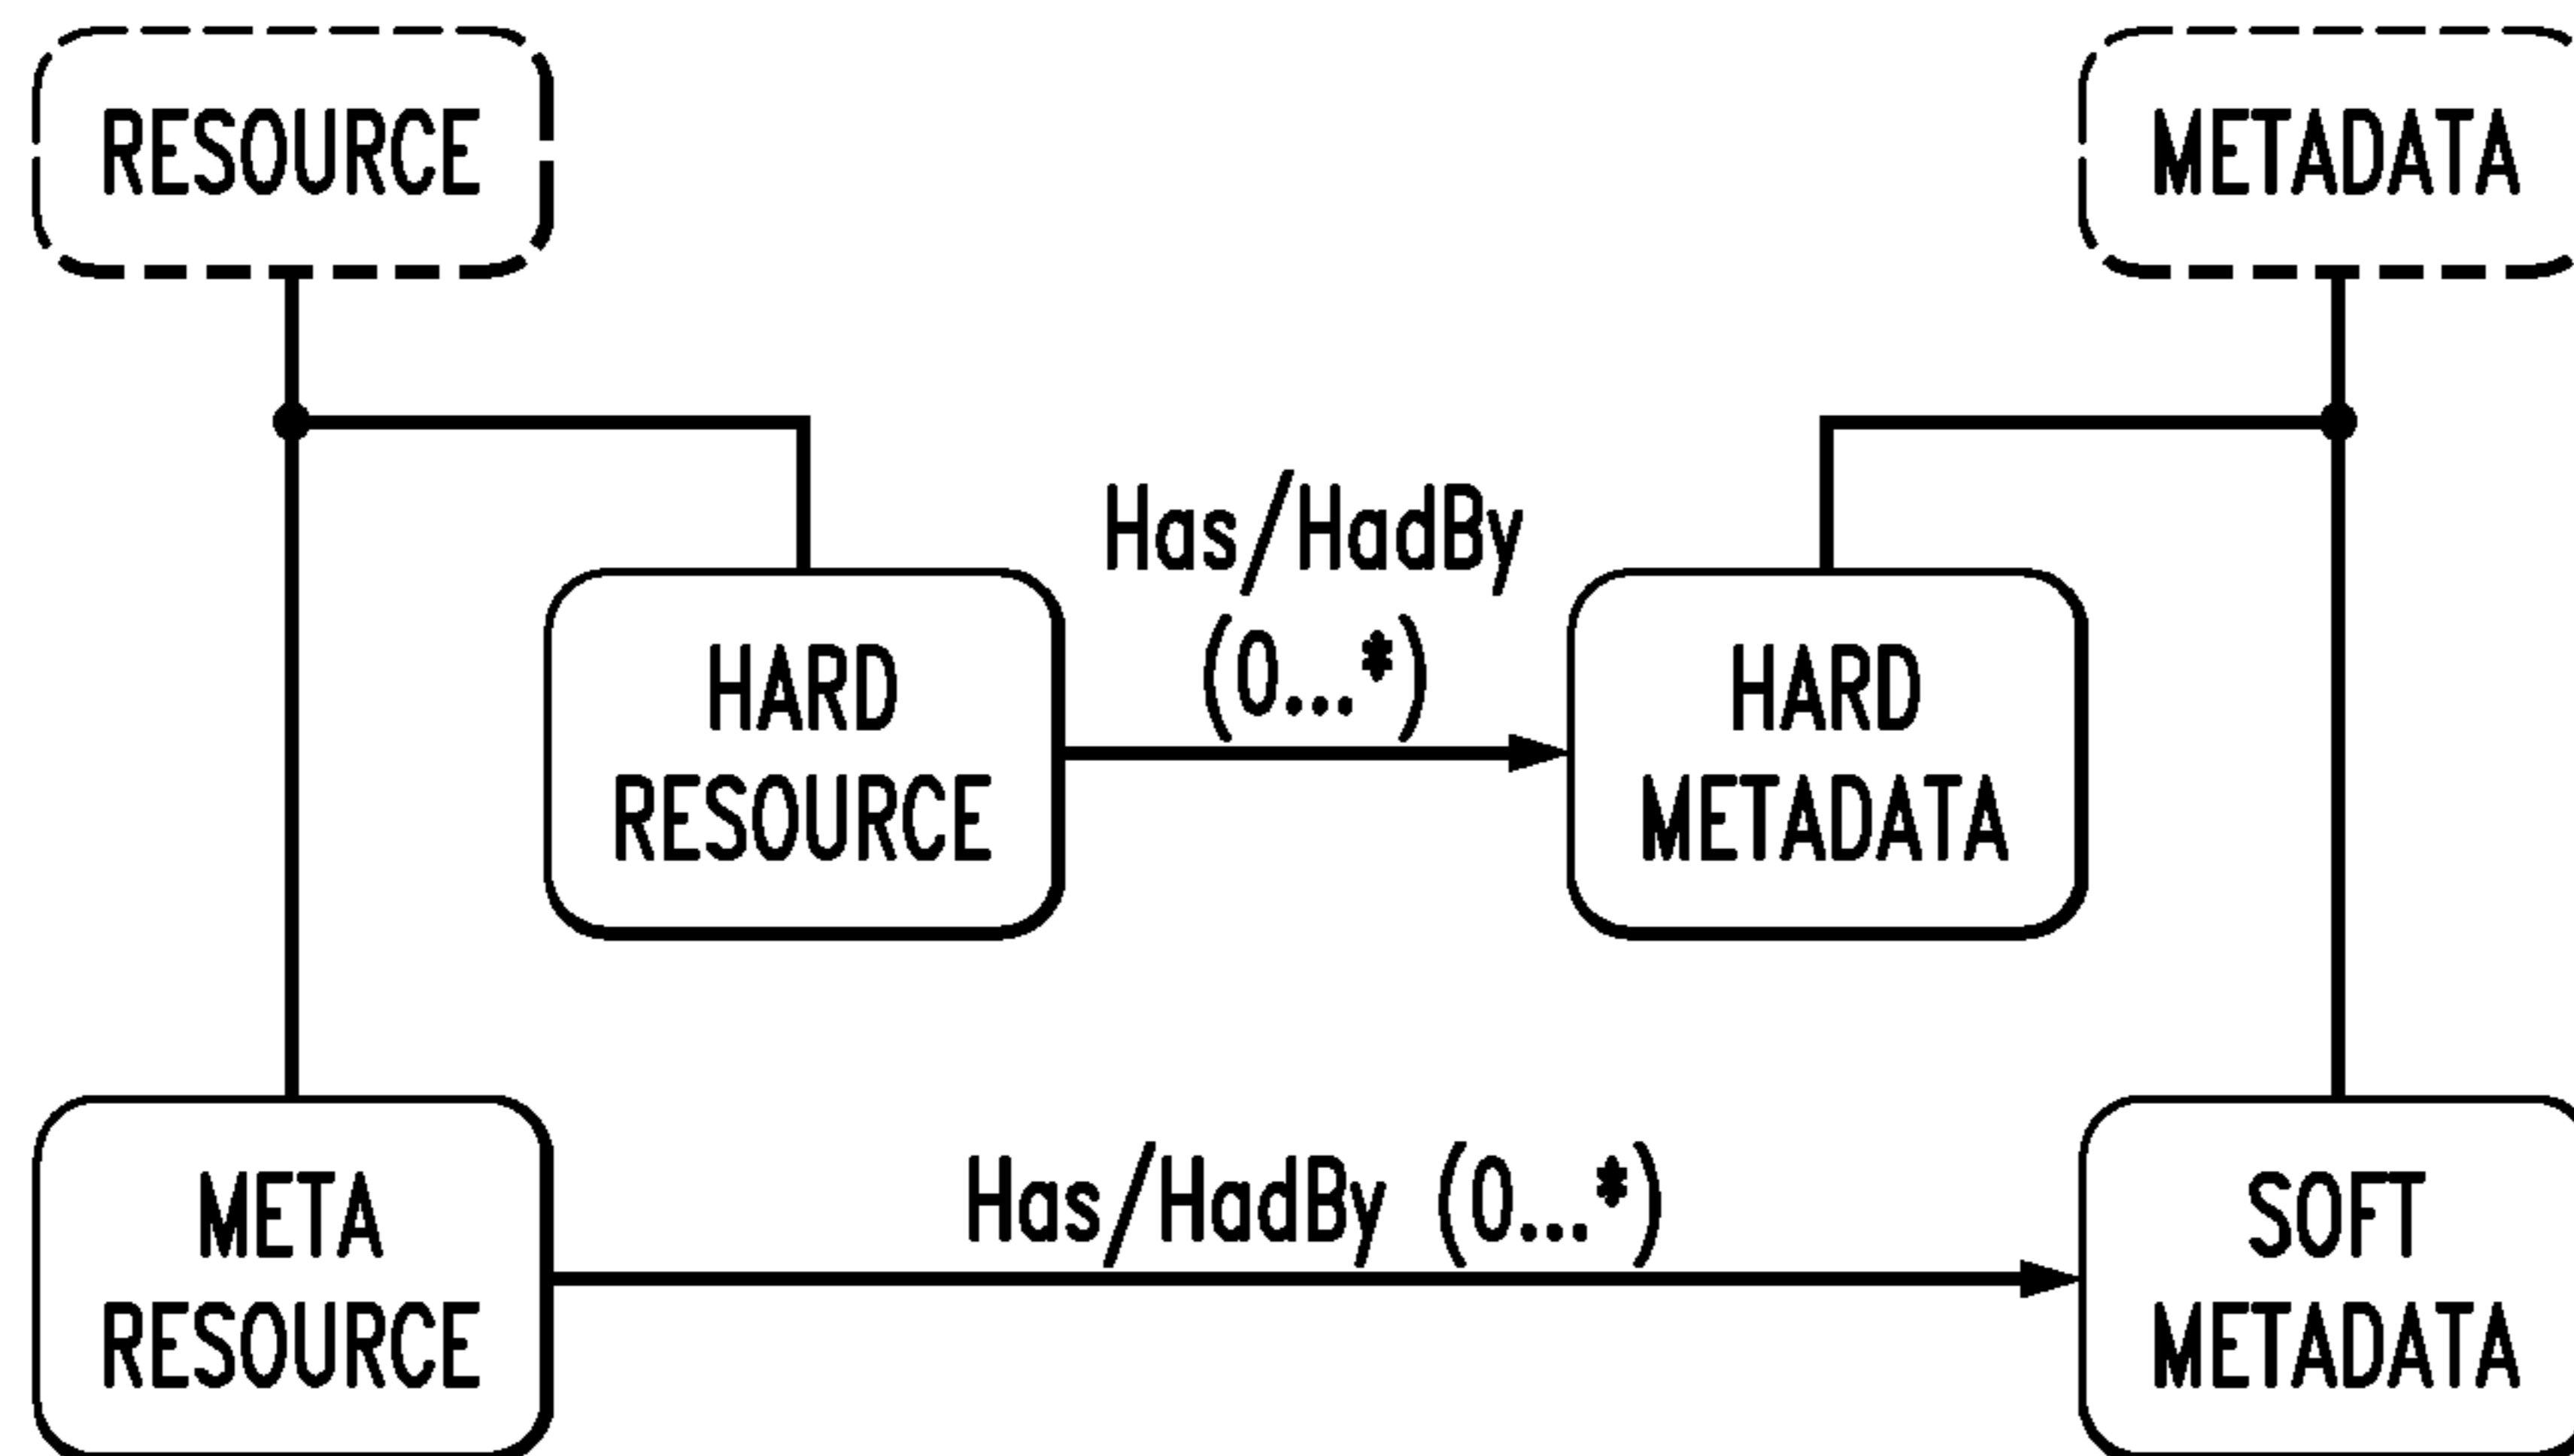 RESOURCE
METADATA
Has/HadBy
(0...*)
HARD
RESOURCE
HARD
METADATA
Has/HadBy (0...*)
META
RESOURCE
SOFT
METADATA